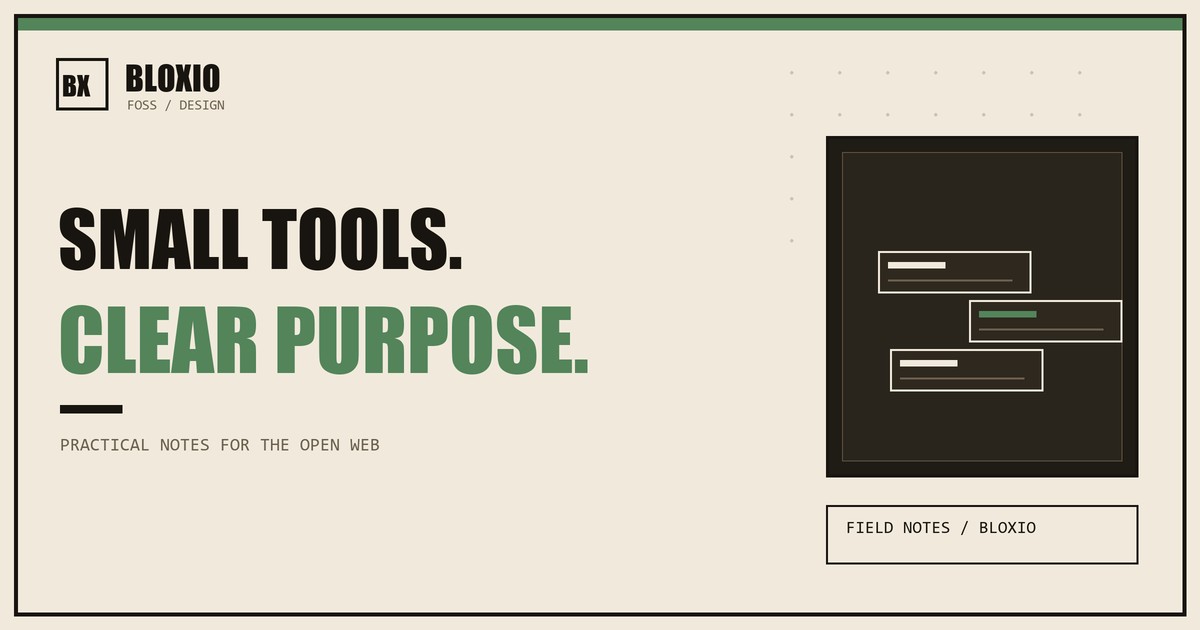 BX
BLOXIO
FOSS / DESIGN
SMALL TOOLS.
CLEAR PURPOSE.
PRACTICAL NOTES FOR THE OPEN WEB
FIELD NOTES / BLOXIO